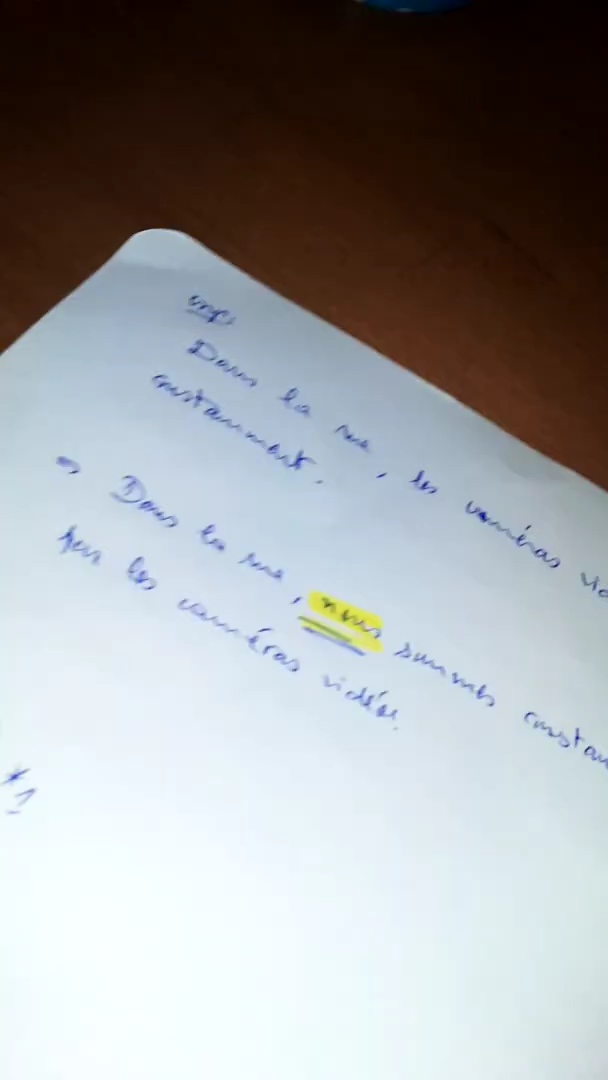 Dans la rue, les caméras
constamment.
Dans la rue, nous sommes
par les caméras vidéo.
*1